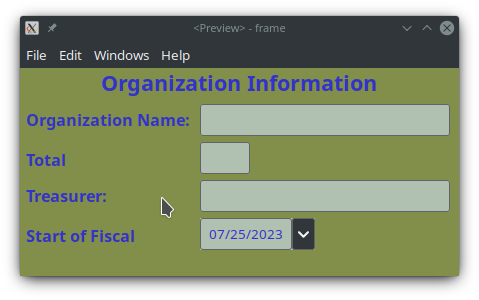 <Preview> - frame
File Edit Windows Help
Organization Information
Organization Name:
Total
Treasurer:
Start of Fiscal 07/25/2023